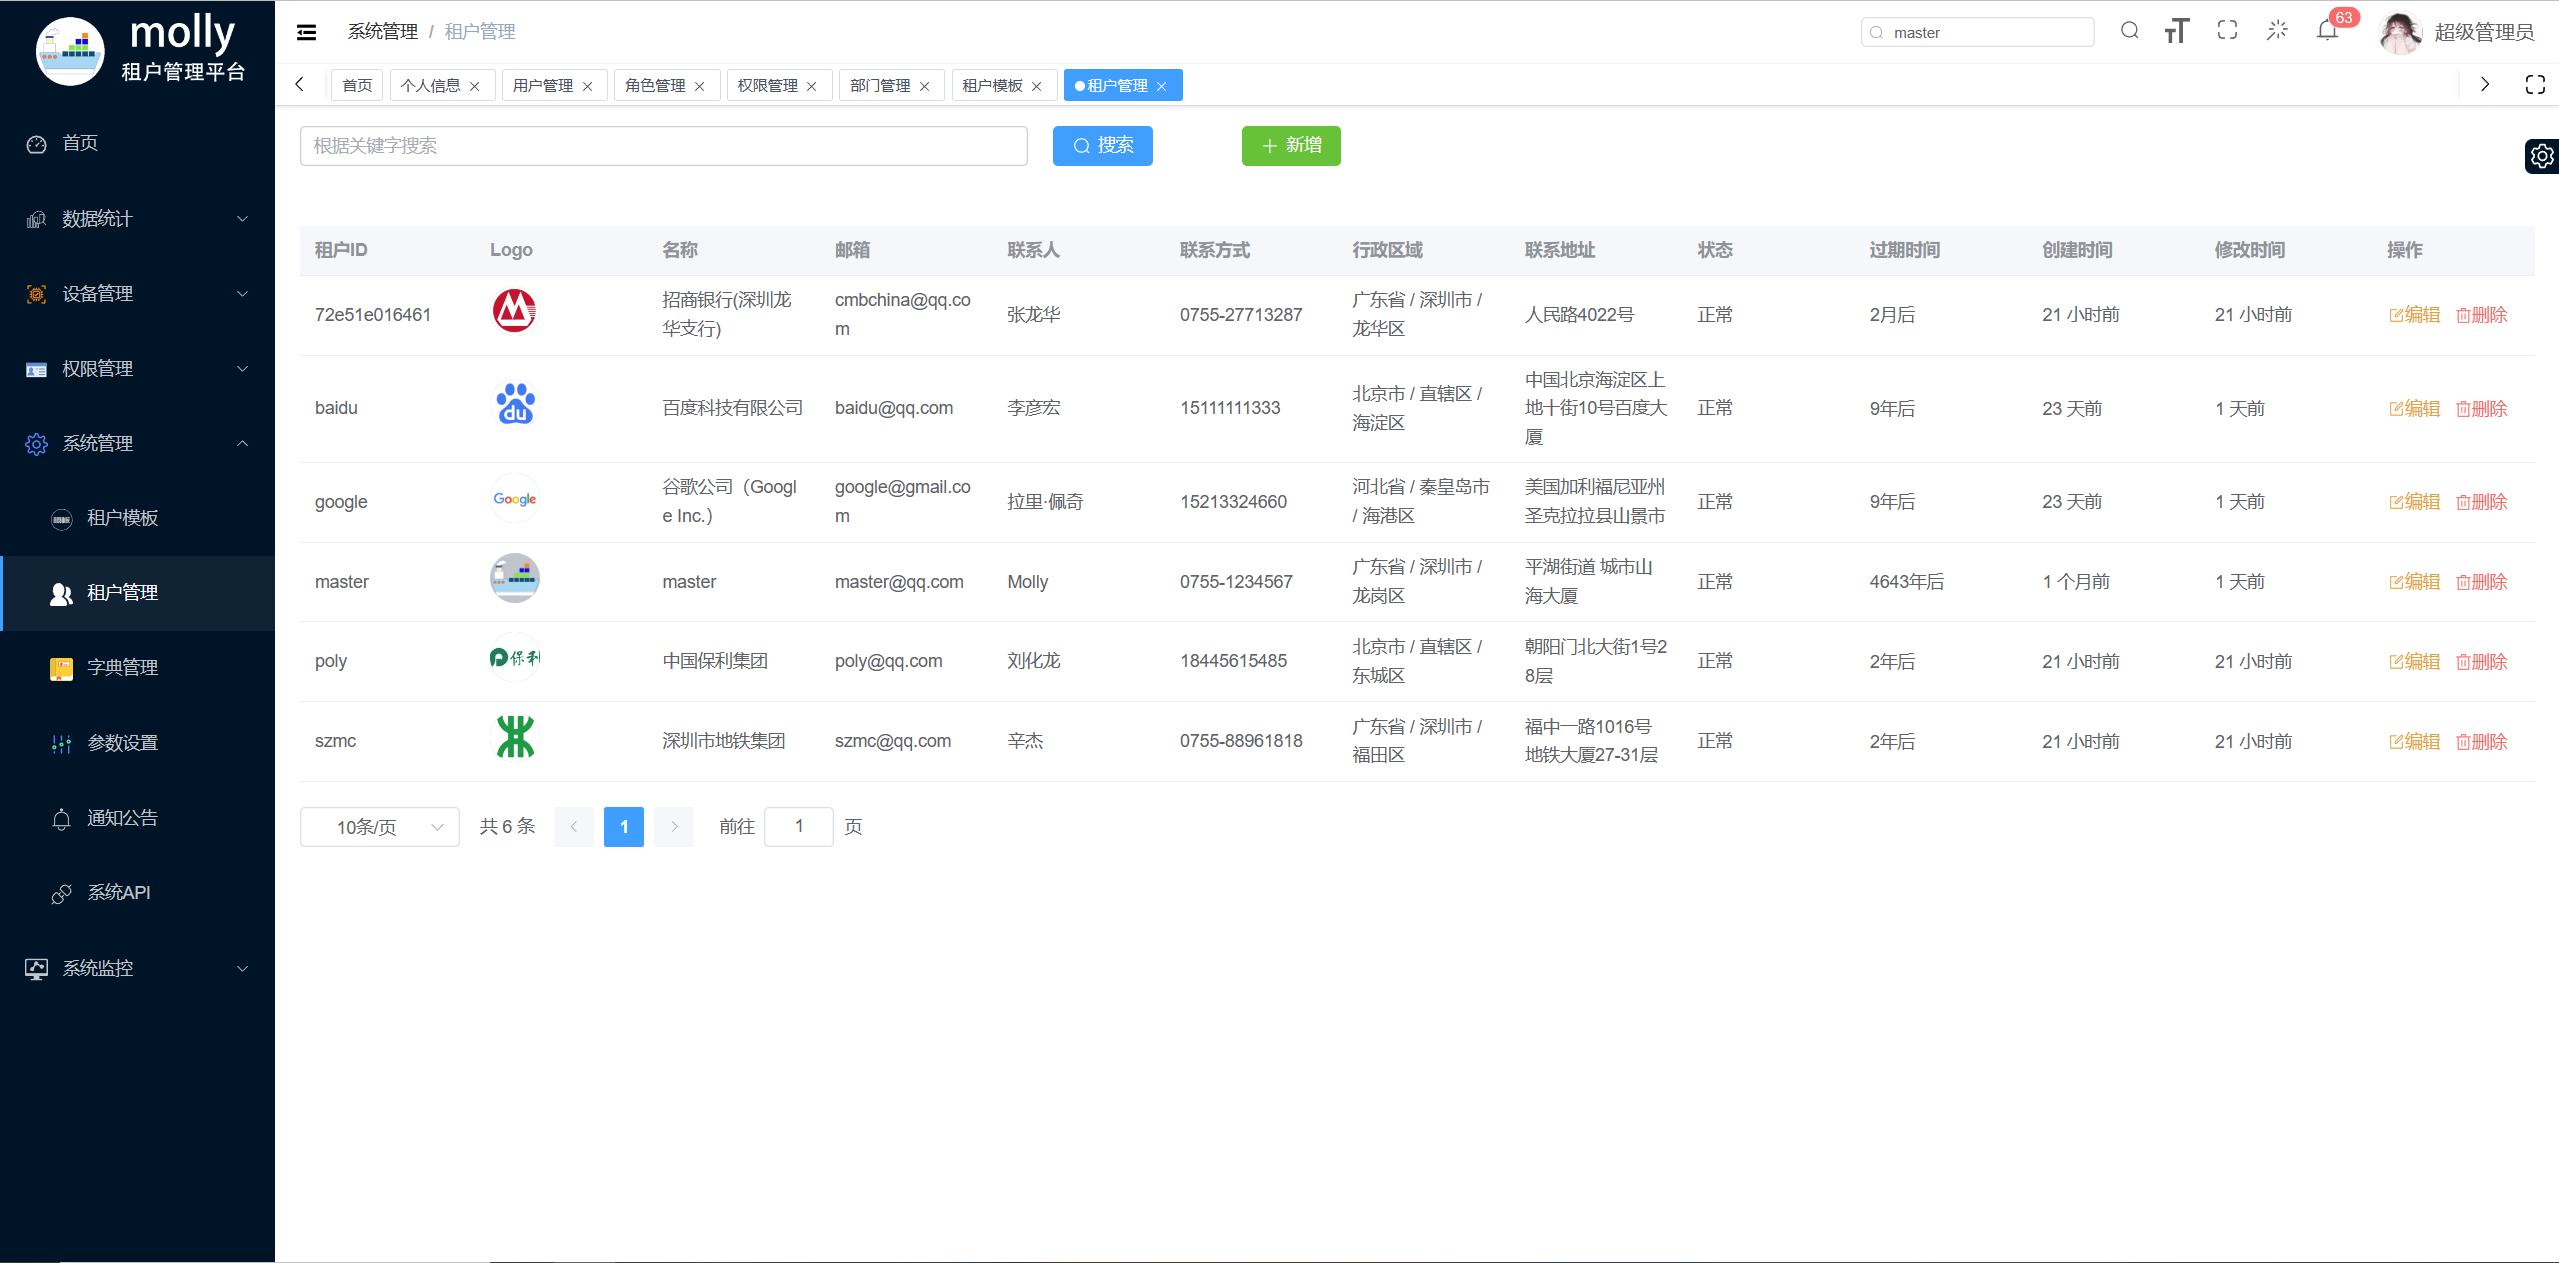 molly
租户管理平台
首页
数据统计
设备管理
权限管理
系统管理
租户模板
租户管理
字典管理
参数设置
通知公告
系统API
系统监控
系统管理 / 租户管理
master
63
超级管理员
首页
个人信息
用户管理
角色管理
权限管理
部门管理
租户模板
租户管理
根据关键字搜索
搜索
新增
租户ID Logo 名称 邮箱 联系人 联系方式 行政区域 联系地址 状态 过期时间 创建时间 修改时间 操作
72e51e016461
招商银行(深圳龙
华支行)
cmbchina@qq.co
m
张龙华
0755-27713287
广东省 / 深圳市 /
龙华区
人民路4022号
正常
2月后
21 小时前
21 小时前
编辑 删除
baidu
du
百度科技有限公司
baidu@qq.com
李彦宏
15111111333
北京市 / 直辖区 /
海淀区
中国北京海淀区上
地十街10号百度大
厦
正常
9年后
23 天前
1 天前
编辑 删除
google
Google
谷歌公司（Googl
e Inc.）
google@gmail.co
m
拉里·佩奇
15213324660
河北省 / 秦皇岛市
/ 海港区
美国加利福尼亚州
圣克拉拉县山景市
正常
9年后
23 天前
1 天前
编辑 删除
master
master
master@qq.com
Molly
0755-1234567
广东省 / 深圳市 /
龙岗区
平湖街道 城市山
海大厦
正常
4643年后
1 个月前
1 天前
编辑 删除
poly
保利
中国保利集团
poly@qq.com
刘化龙
18445615485
北京市 / 直辖区 /
东城区
朝阳门北大街1号2
8层
正常
2年后
21 小时前
21 小时前
编辑 删除
szmc
深圳市地铁集团
szmc@qq.com
辛杰
0755-88961818
广东省 / 深圳市 /
福田区
福中一路1016号
地铁大厦27-31层
正常
2年后
21 小时前
21 小时前
编辑 删除
10条/页 共 6 条 1 前往 1 页